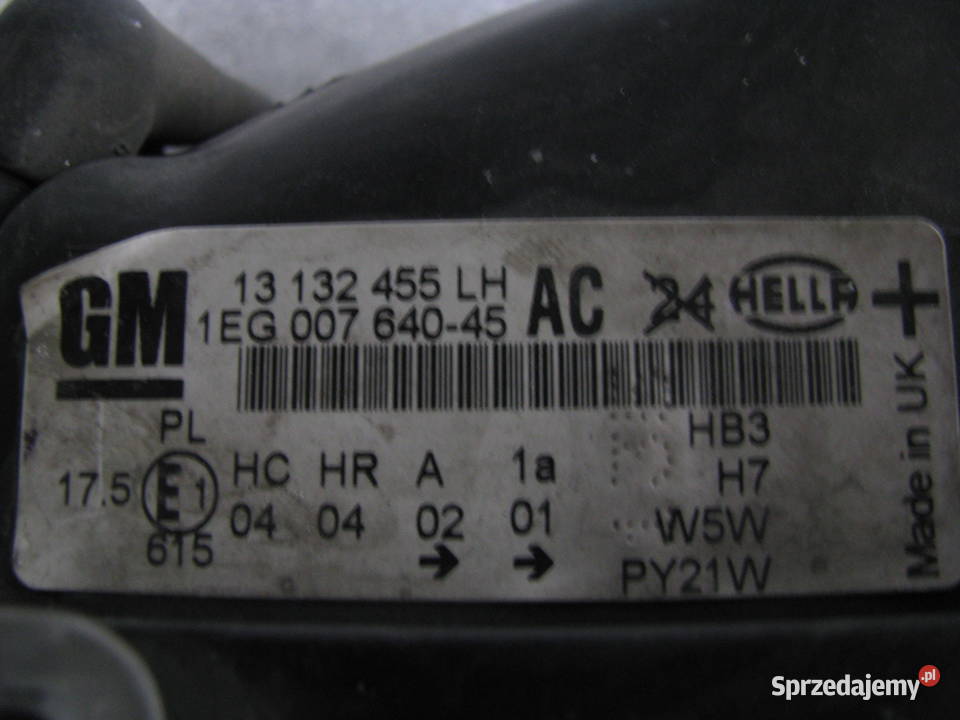 GM 13 132 455 LH AC 24 HELLA +
1EG 007 640-45
PL HB3
17.5 E1 HC HR A 1a H7
615 04 04 02 01 W5W
→ → PY21W
Made in UK
Sprzedajemy.pl